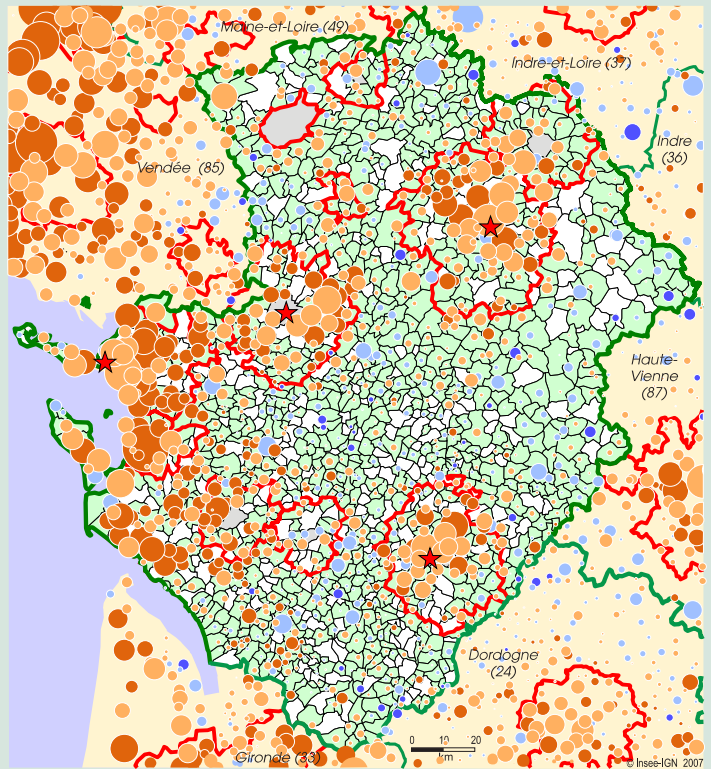 Maine-et-Loire (49)
Indre-et-Loire (37)
Indre
(36)
Vendée (85)
Haute-
Vienne
(87)
Dordogne
(24)
0 10 20
km
Gironde (33)
© Insee-IGN 2007